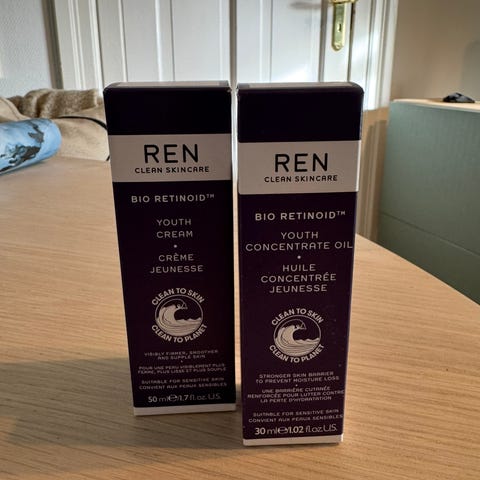 REN
CLEAN SKINCARE
BIO RETINOID™
YOUTH
CREAM
•
CRÈME
JEUNESSE
CLEAN TO SKIN
CLEAN TO PLANET
VISIBLY FIRMER, SMOOTHER
AND SUPPLE SKIN
•
POUR UNE PEAU VISIBLEMENT PLUS
FERME, PLUS LISSE ET PLUS SOUPLE
SUITABLE FOR SENSITIVE SKIN
CONVIENT AUX PEAUX SENSIBLES
50 ml ℮ 1.7 fl.oz. U.S.
REN
CLEAN SKINCARE
BIO RETINOID™
YOUTH
CONCENTRATE OIL
•
HUILE
CONCENTRÉE
JEUNESSE
CLEAN TO SKIN
CLEAN TO PLANET
STRONGER SKIN BARRIER
TO PREVENT MOISTURE LOSS
•
UNE BARRIÈRE CUTANÉE
RENFORCÉE POUR LUTTER CONTRE
LA PERTE D'HYDRATATION
SUITABLE FOR SENSITIVE SKIN
CONVIENT AUX PEAUX SENSIBLES
30 ml ℮ 1.02 fl.oz. U.S.